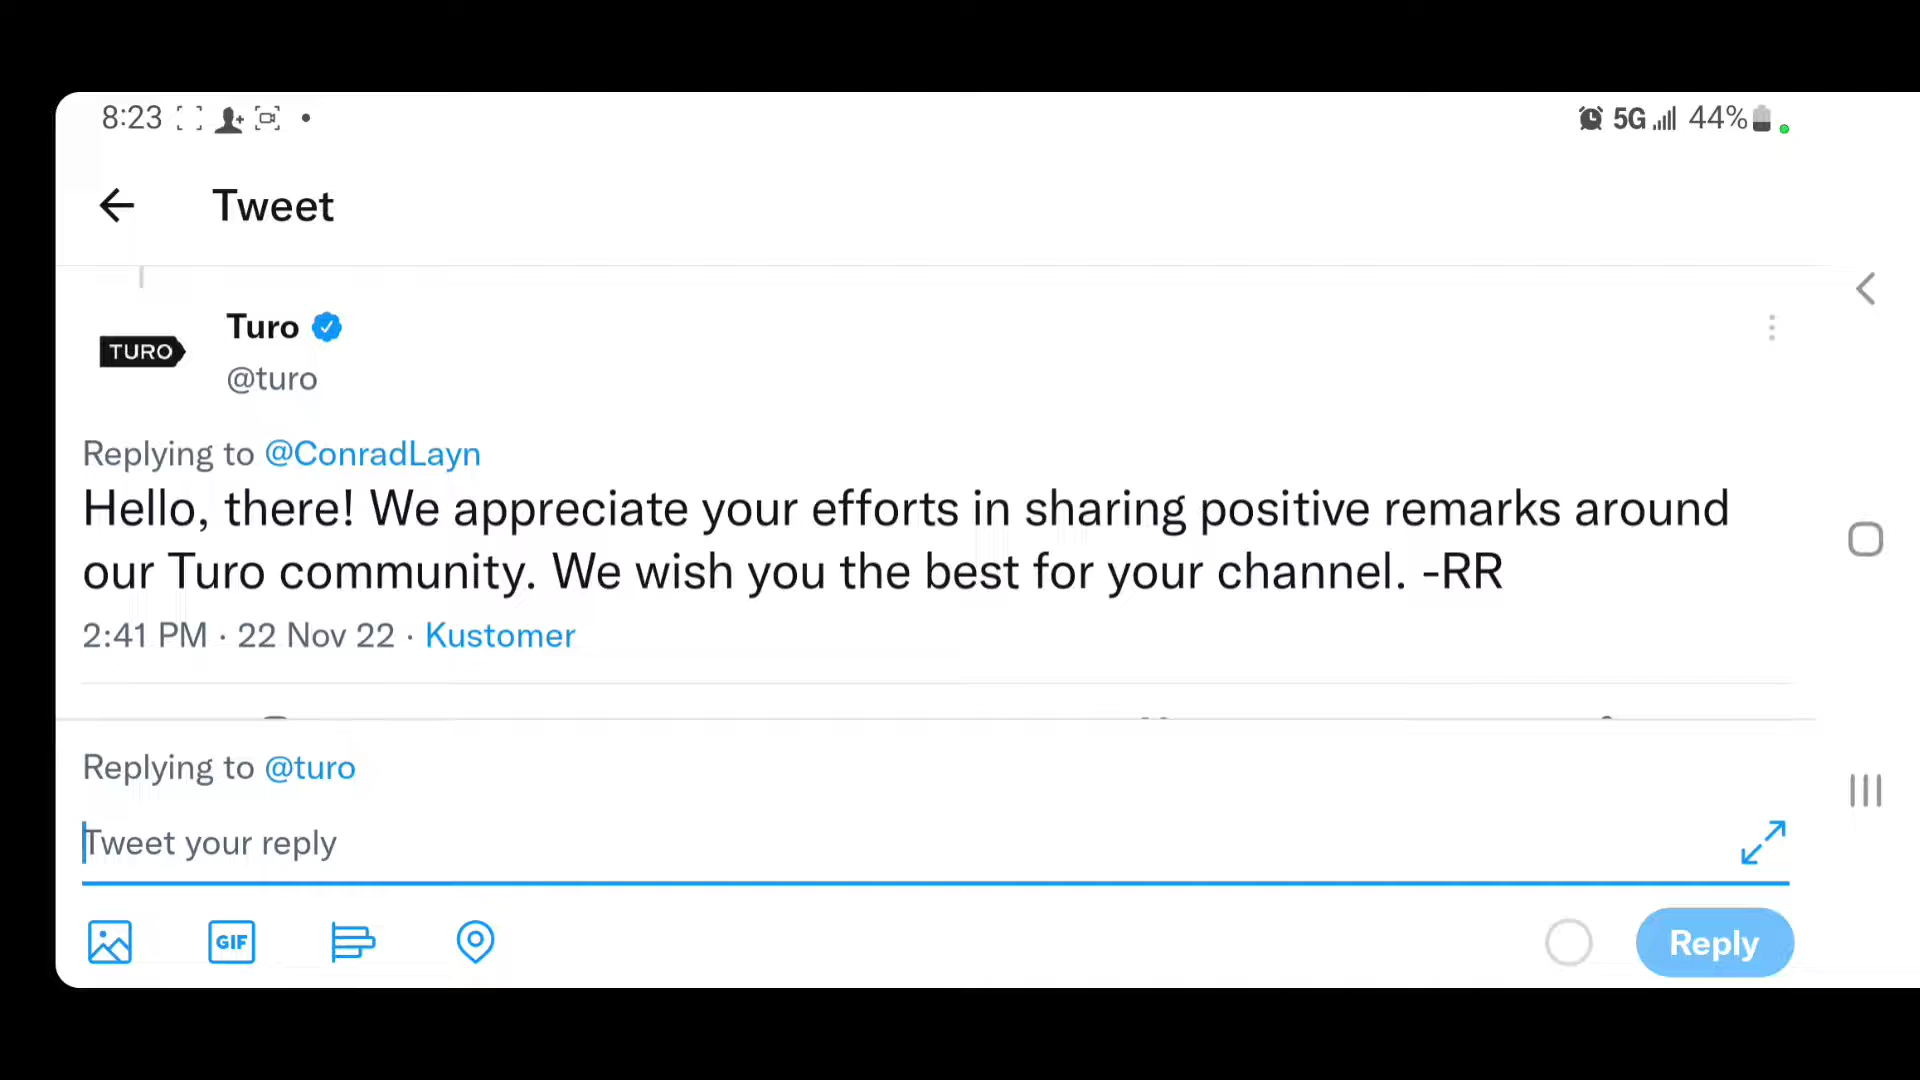 8:23
5G 44%
Tweet
TURO
Turo
@turo
Replying to @ConradLayn
Hello, there! We appreciate your efforts in sharing positive remarks around
our Turo community. We wish you the best for your channel. -RR
2:41 PM · 22 Nov 22 · Kustomer
Replying to @turo
Tweet your reply
GIF
Reply